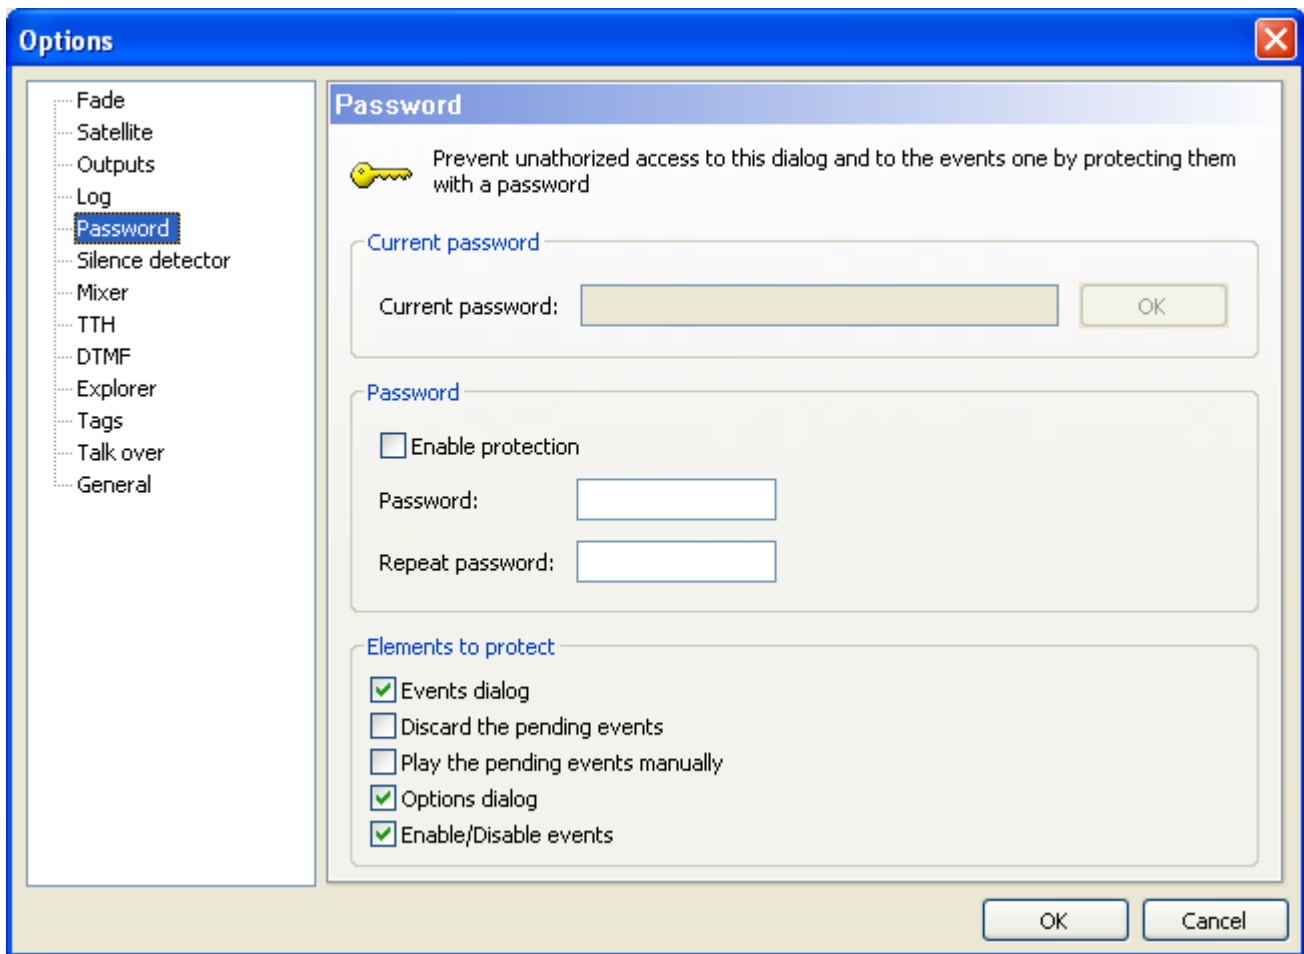 Options
Fade
Satellite
Outputs
Log
Password
Silence detector
Mixer
TTH
DTMF
Explorer
Tags
Talk over
General
Password
Prevent unathorized access to this dialog and to the events one by protecting them
with a password
Current password
Current password:
OK
Password
Enable protection
Password:
Repeat password:
Elements to protect
Events dialog
Discard the pending events
Play the pending events manually
Options dialog
Enable/Disable events
OK
Cancel